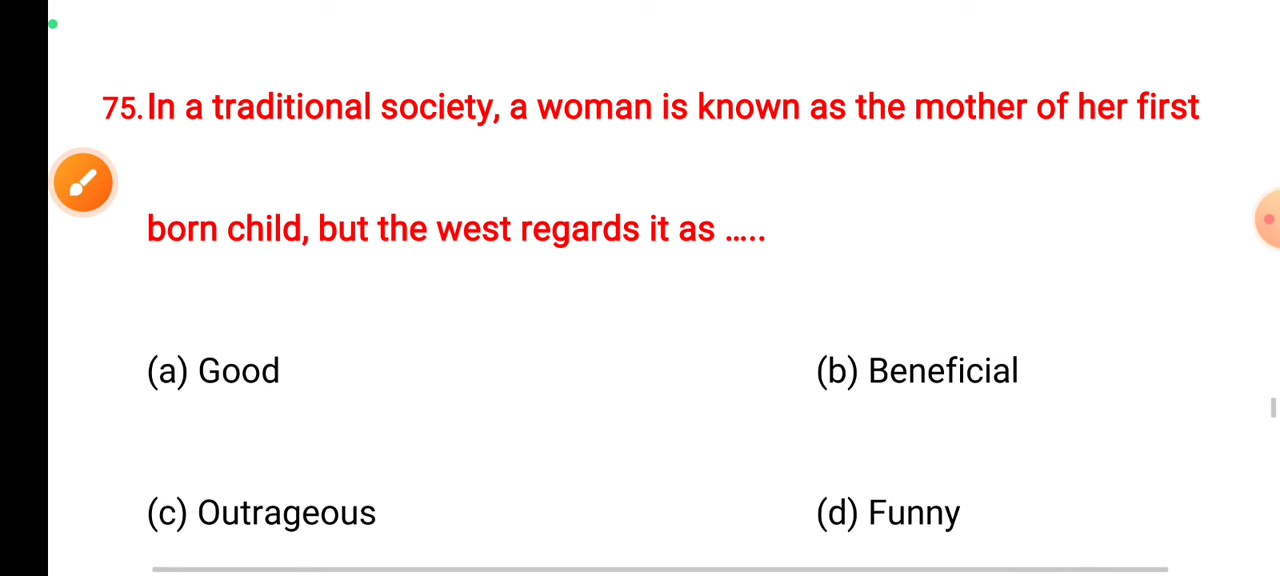 75. In a traditional society, a woman is known as the mother of her first
born child, but the west regards it as .....
(a) Good
(b) Beneficial
(c) Outrageous
(d) Funny